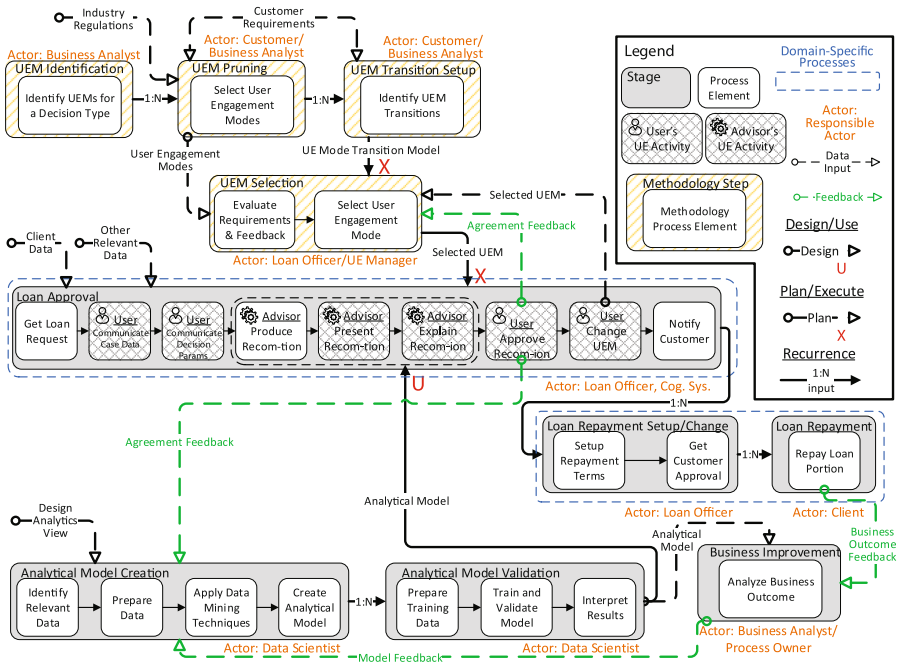 Industry
Regulations
Customer
Requirements
Actor: Business Analyst
Actor: Customer/
Business Analyst
Actor: Customer/
Business Analyst
UEM Identification
Identify UEMs for
a Decision Type
1:N
UEM Pruning
Select User
Engagement
Modes
1:N
UEM Transition Setup
Identify UEM
Transitions
User Engagement
Modes
UE Mode Transition Model
X
UEM Selection
Evaluate
Requirements
& Feedback
Select User
Engagement
Mode
Selected UEM
Agreement Feedback
Actor: Loan Officer/UE Manager
Selected UEM
X
Client
Data
Other
Relevant
Data
Loan Approval
Get Loan
Request
User
Communicate
Case Data
User
Communicate
Decision
Params
Advisor
Produce
Recom-tion
Advisor
Present
Recom-tion
Advisor
Explain
Recom-ion
User
Approve
Recom-ion
User
Change
UEM
Notify
Customer
U
Actor: Loan Officer, Cog. Sys.
1:N
Agreement Feedback
Loan Repayment Setup/Change
Setup
Repayment
Terms
Get
Customer
Approval
1:N
Loan Repayment
Repay Loan
Portion
Actor: Loan Officer
Actor: Client
Analytical Model
Design
Analytics
View
Analytical
Model
Business
Outcome
Feedback
Analytical Model Creation
Identify
Relevant
Data
Prepare
Data
Apply Data
Mining
Techniques
Create
Analytical
Model
1:N
Analytical Model Validation
Prepare
Training
Data
Train and
Validate
Model
Interpret
Results
Business Improvement
Analyze Business
Outcome
Actor: Data Scientist
Actor: Data Scientist
Actor: Business Analyst/
Process Owner
Model Feedback
Legend
Stage
Process
Element
Domain-Specific
Processes
User's
UE Activity
Advisor's
UE Activity
Actor:
Responsible
Actor
Data
Input
Feedback
Methodology Step
Methodology
Process Element
Design/Use
Design
U
Plan/Execute
Plan
X
Recurrence
1:N
input